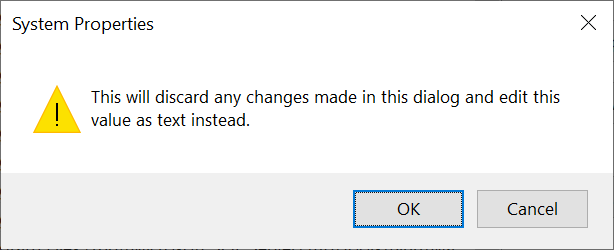 System Properties
This will discard any changes made in this dialog and edit this
value as text instead.
OK
Cancel